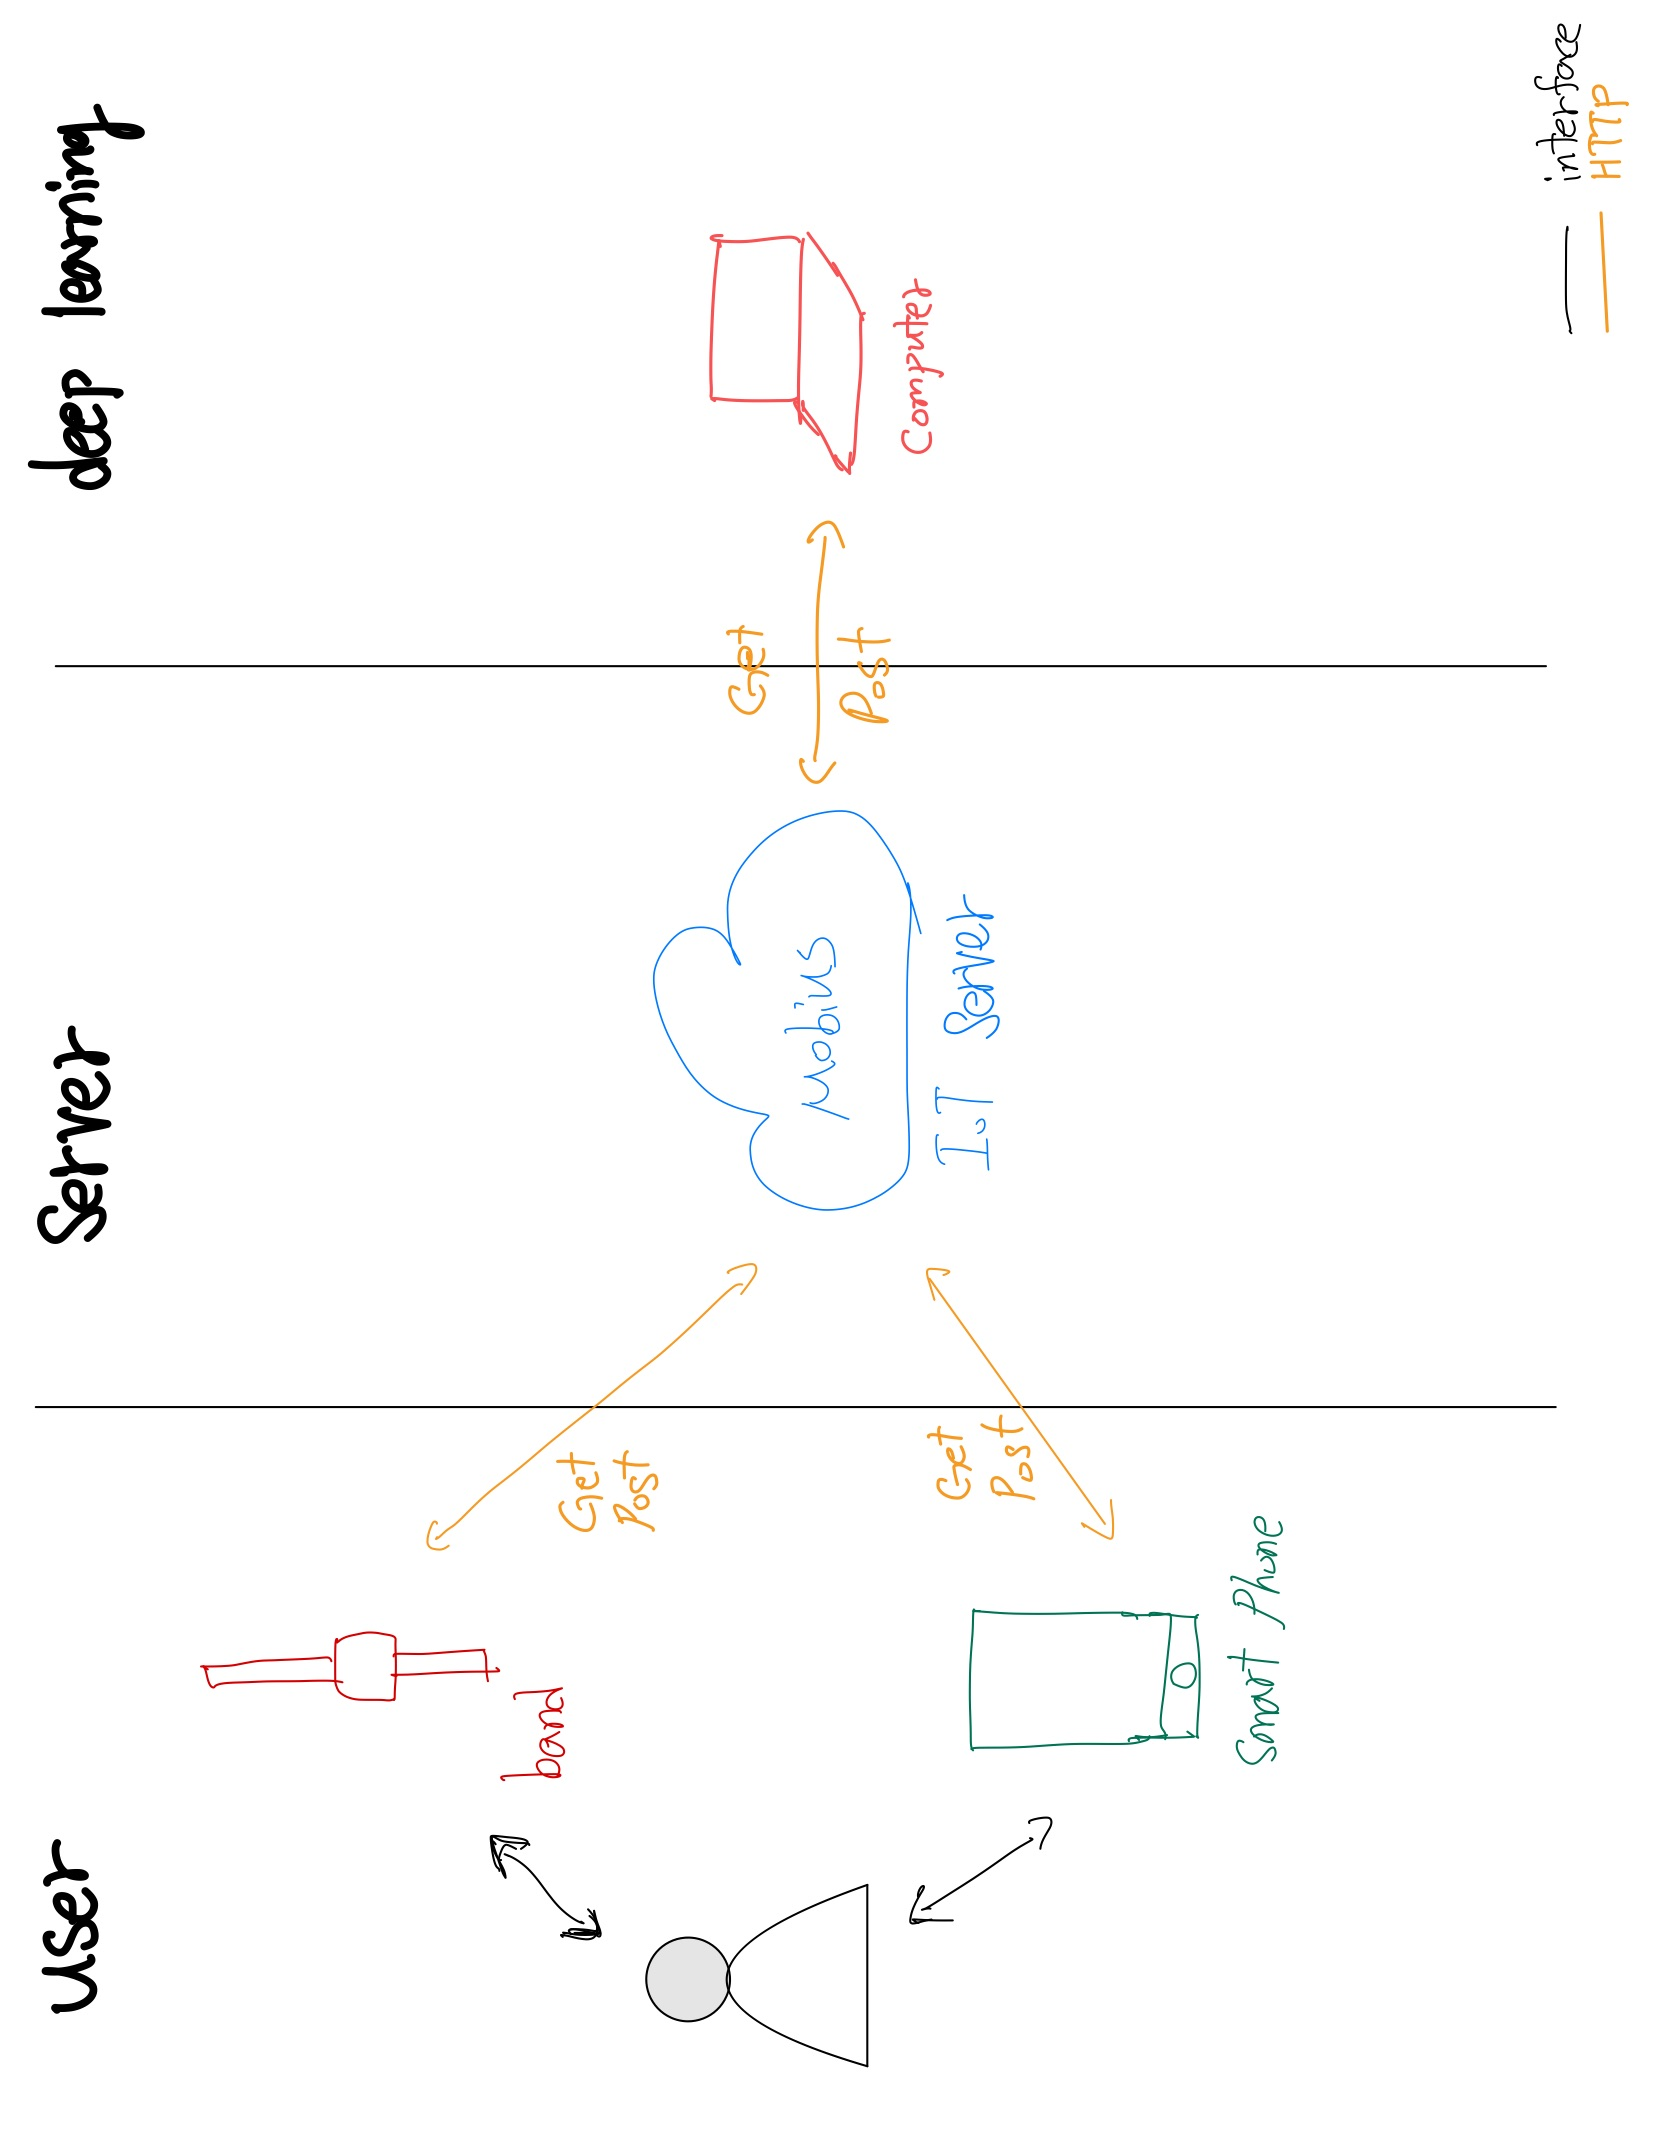 user
Server
deep learning
band
Get
Post
Smart Phone
Get
Post
Mobius
IoT Server
Get
Post
Computer
interface
HTTP